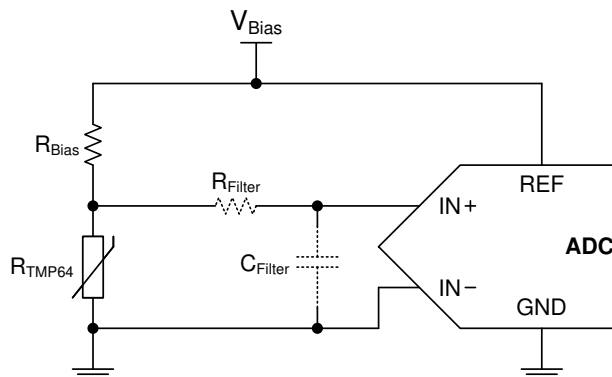 VBias
RBias
RFilter
REF
IN+
RTMP64
CFilter
ADC
IN-
GND